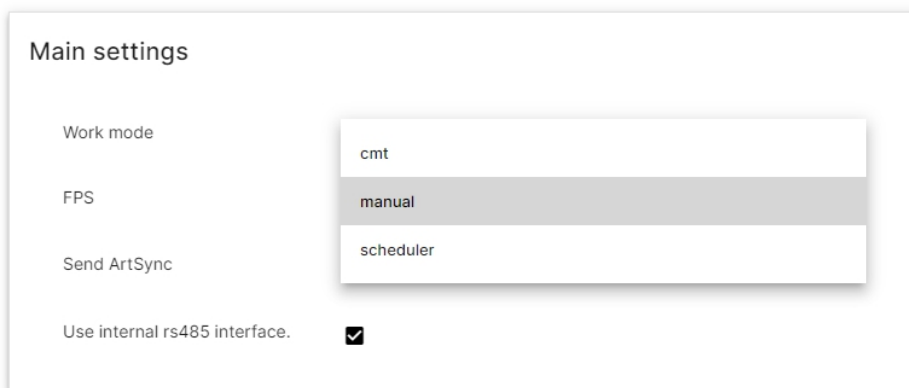 Main settings
Work mode
cmt
FPS
manual
scheduler
Send ArtSync
Use internal rs485 interface.